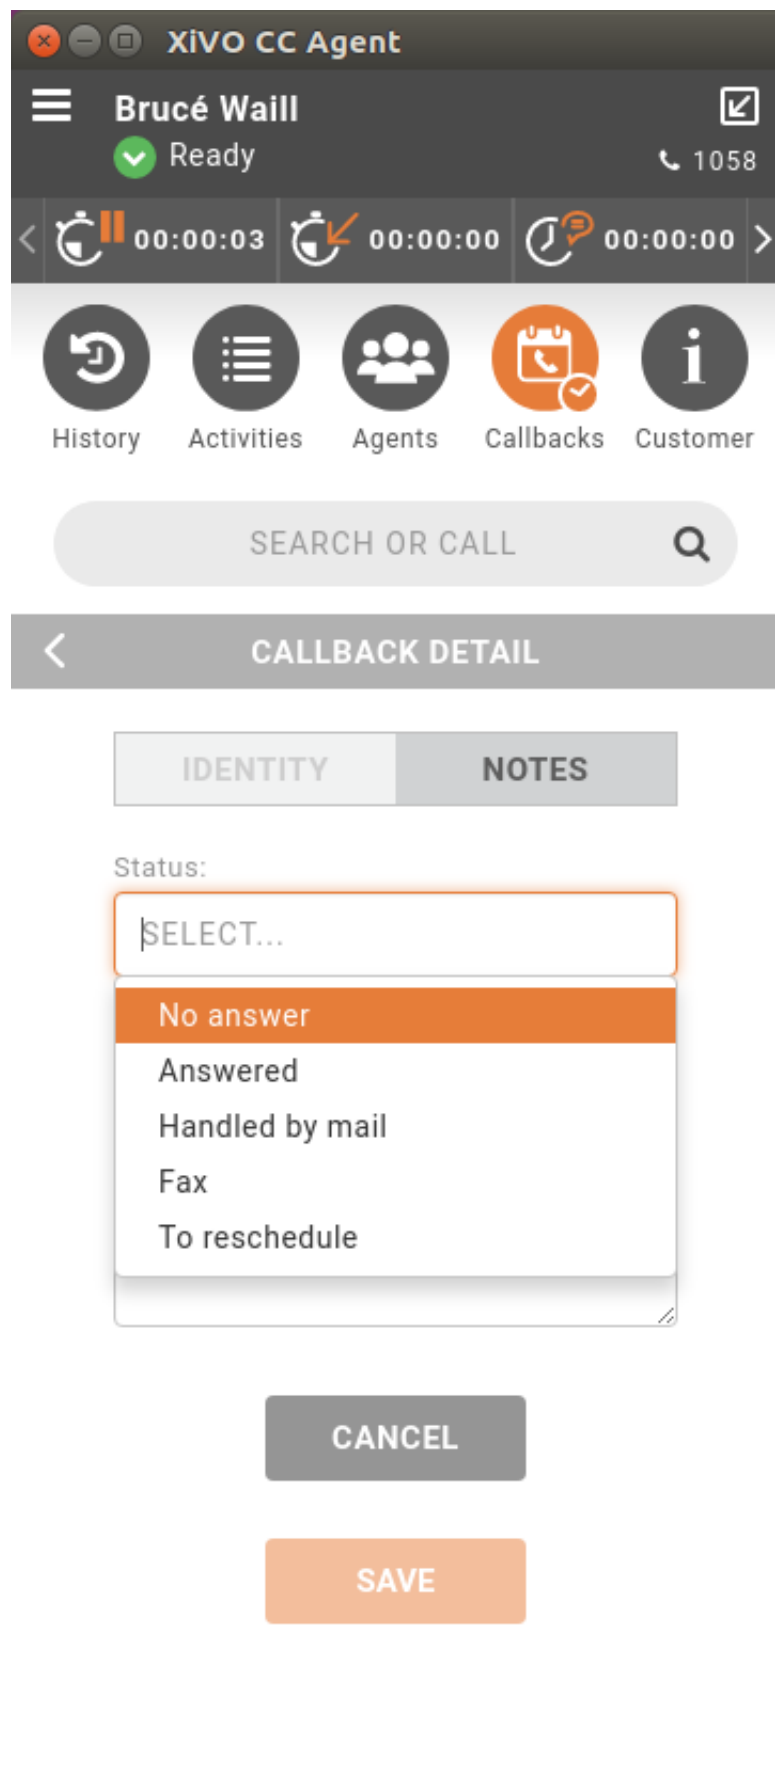 XiVO CC Agent
Brucé Waill
Ready
1058
00:00:03 00:00:00 00:00:00
History Activities Agents Callbacks Customer
SEARCH OR CALL
CALLBACK DETAIL
IDENTITY NOTES
Status:
SELECT...
No answer
Answered
Handled by mail
Fax
To reschedule
CANCEL
SAVE